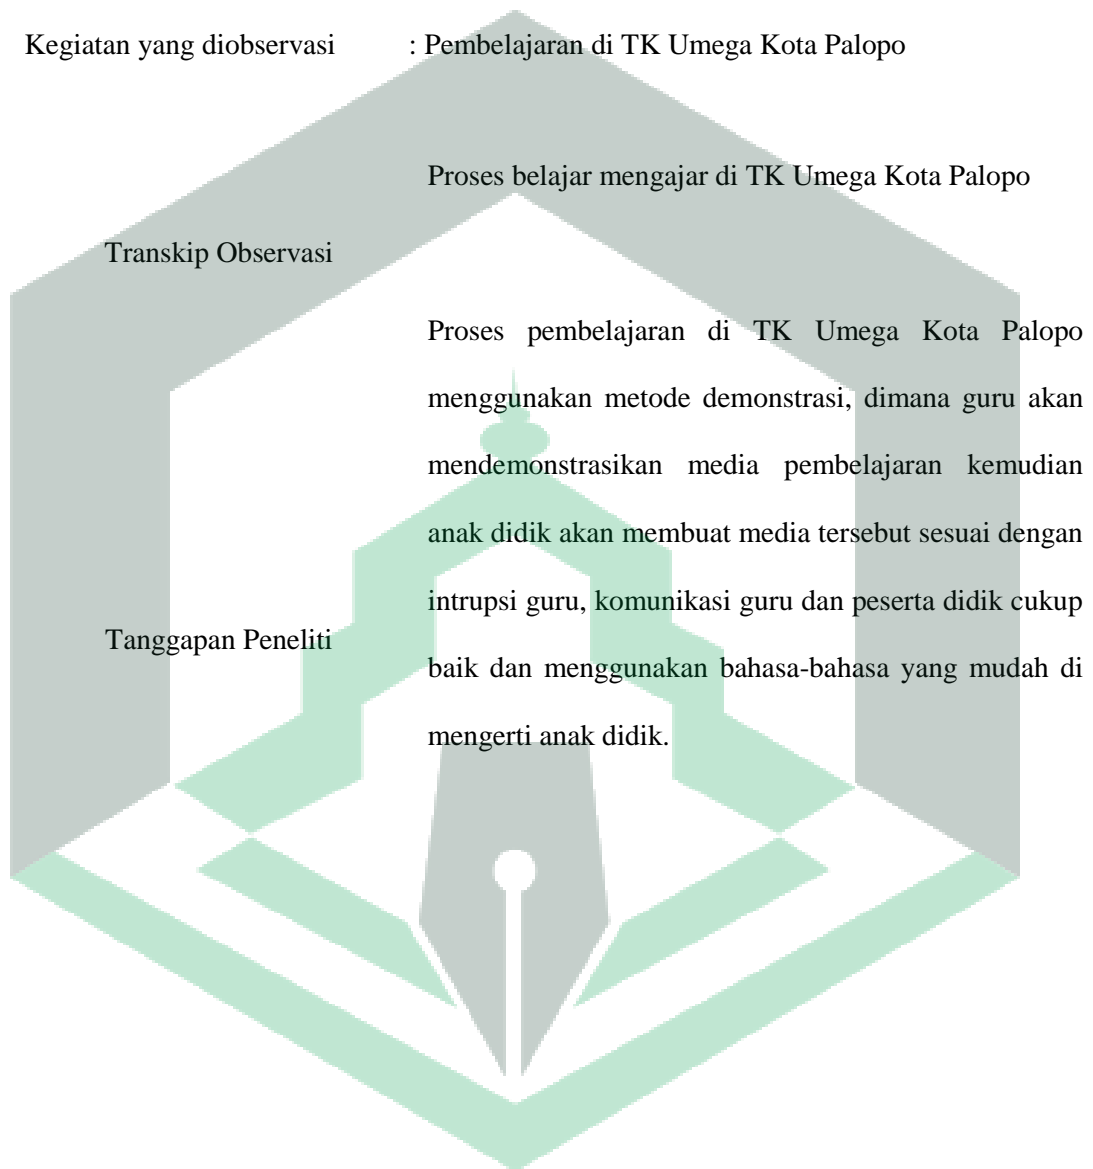 Kegiatan yang diobservasi : Pembelajaran di TK Umega Kota Palopo
Proses belajar mengajar di TK Umega Kota Palopo
Transkip Observasi
Proses pembelajaran di TK Umega Kota Palopo
menggunakan metode demonstrasi, dimana guru akan
mendemonstrasikan media pembelajaran kemudian
anak didik akan membuat media tersebut sesuai dengan
intrupsi guru, komunikasi guru dan peserta didik cukup
Tanggapan Peneliti
baik dan menggunakan bahasa-bahasa yang mudah di
mengerti anak didik.